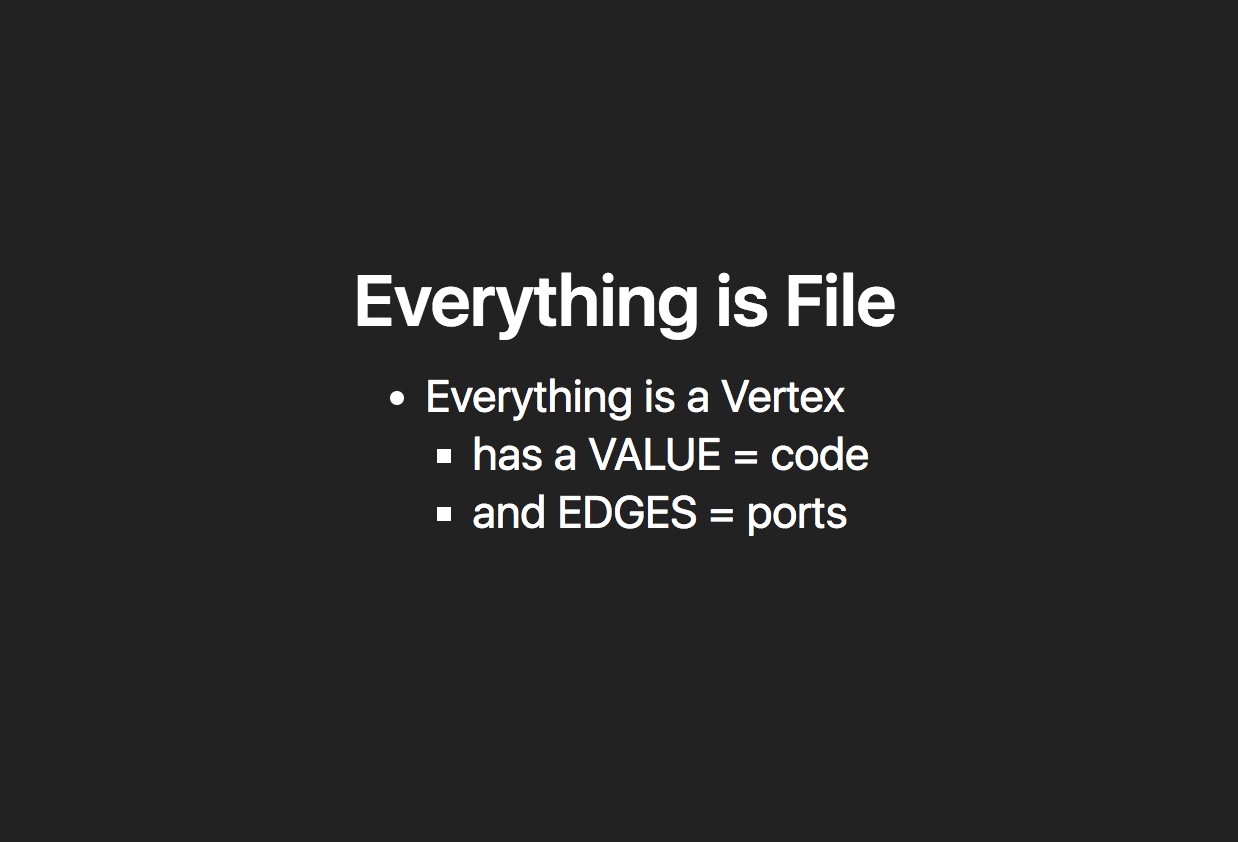 Everything is File
Everything is a Vertex
has a VALUE = code
and EDGES = ports